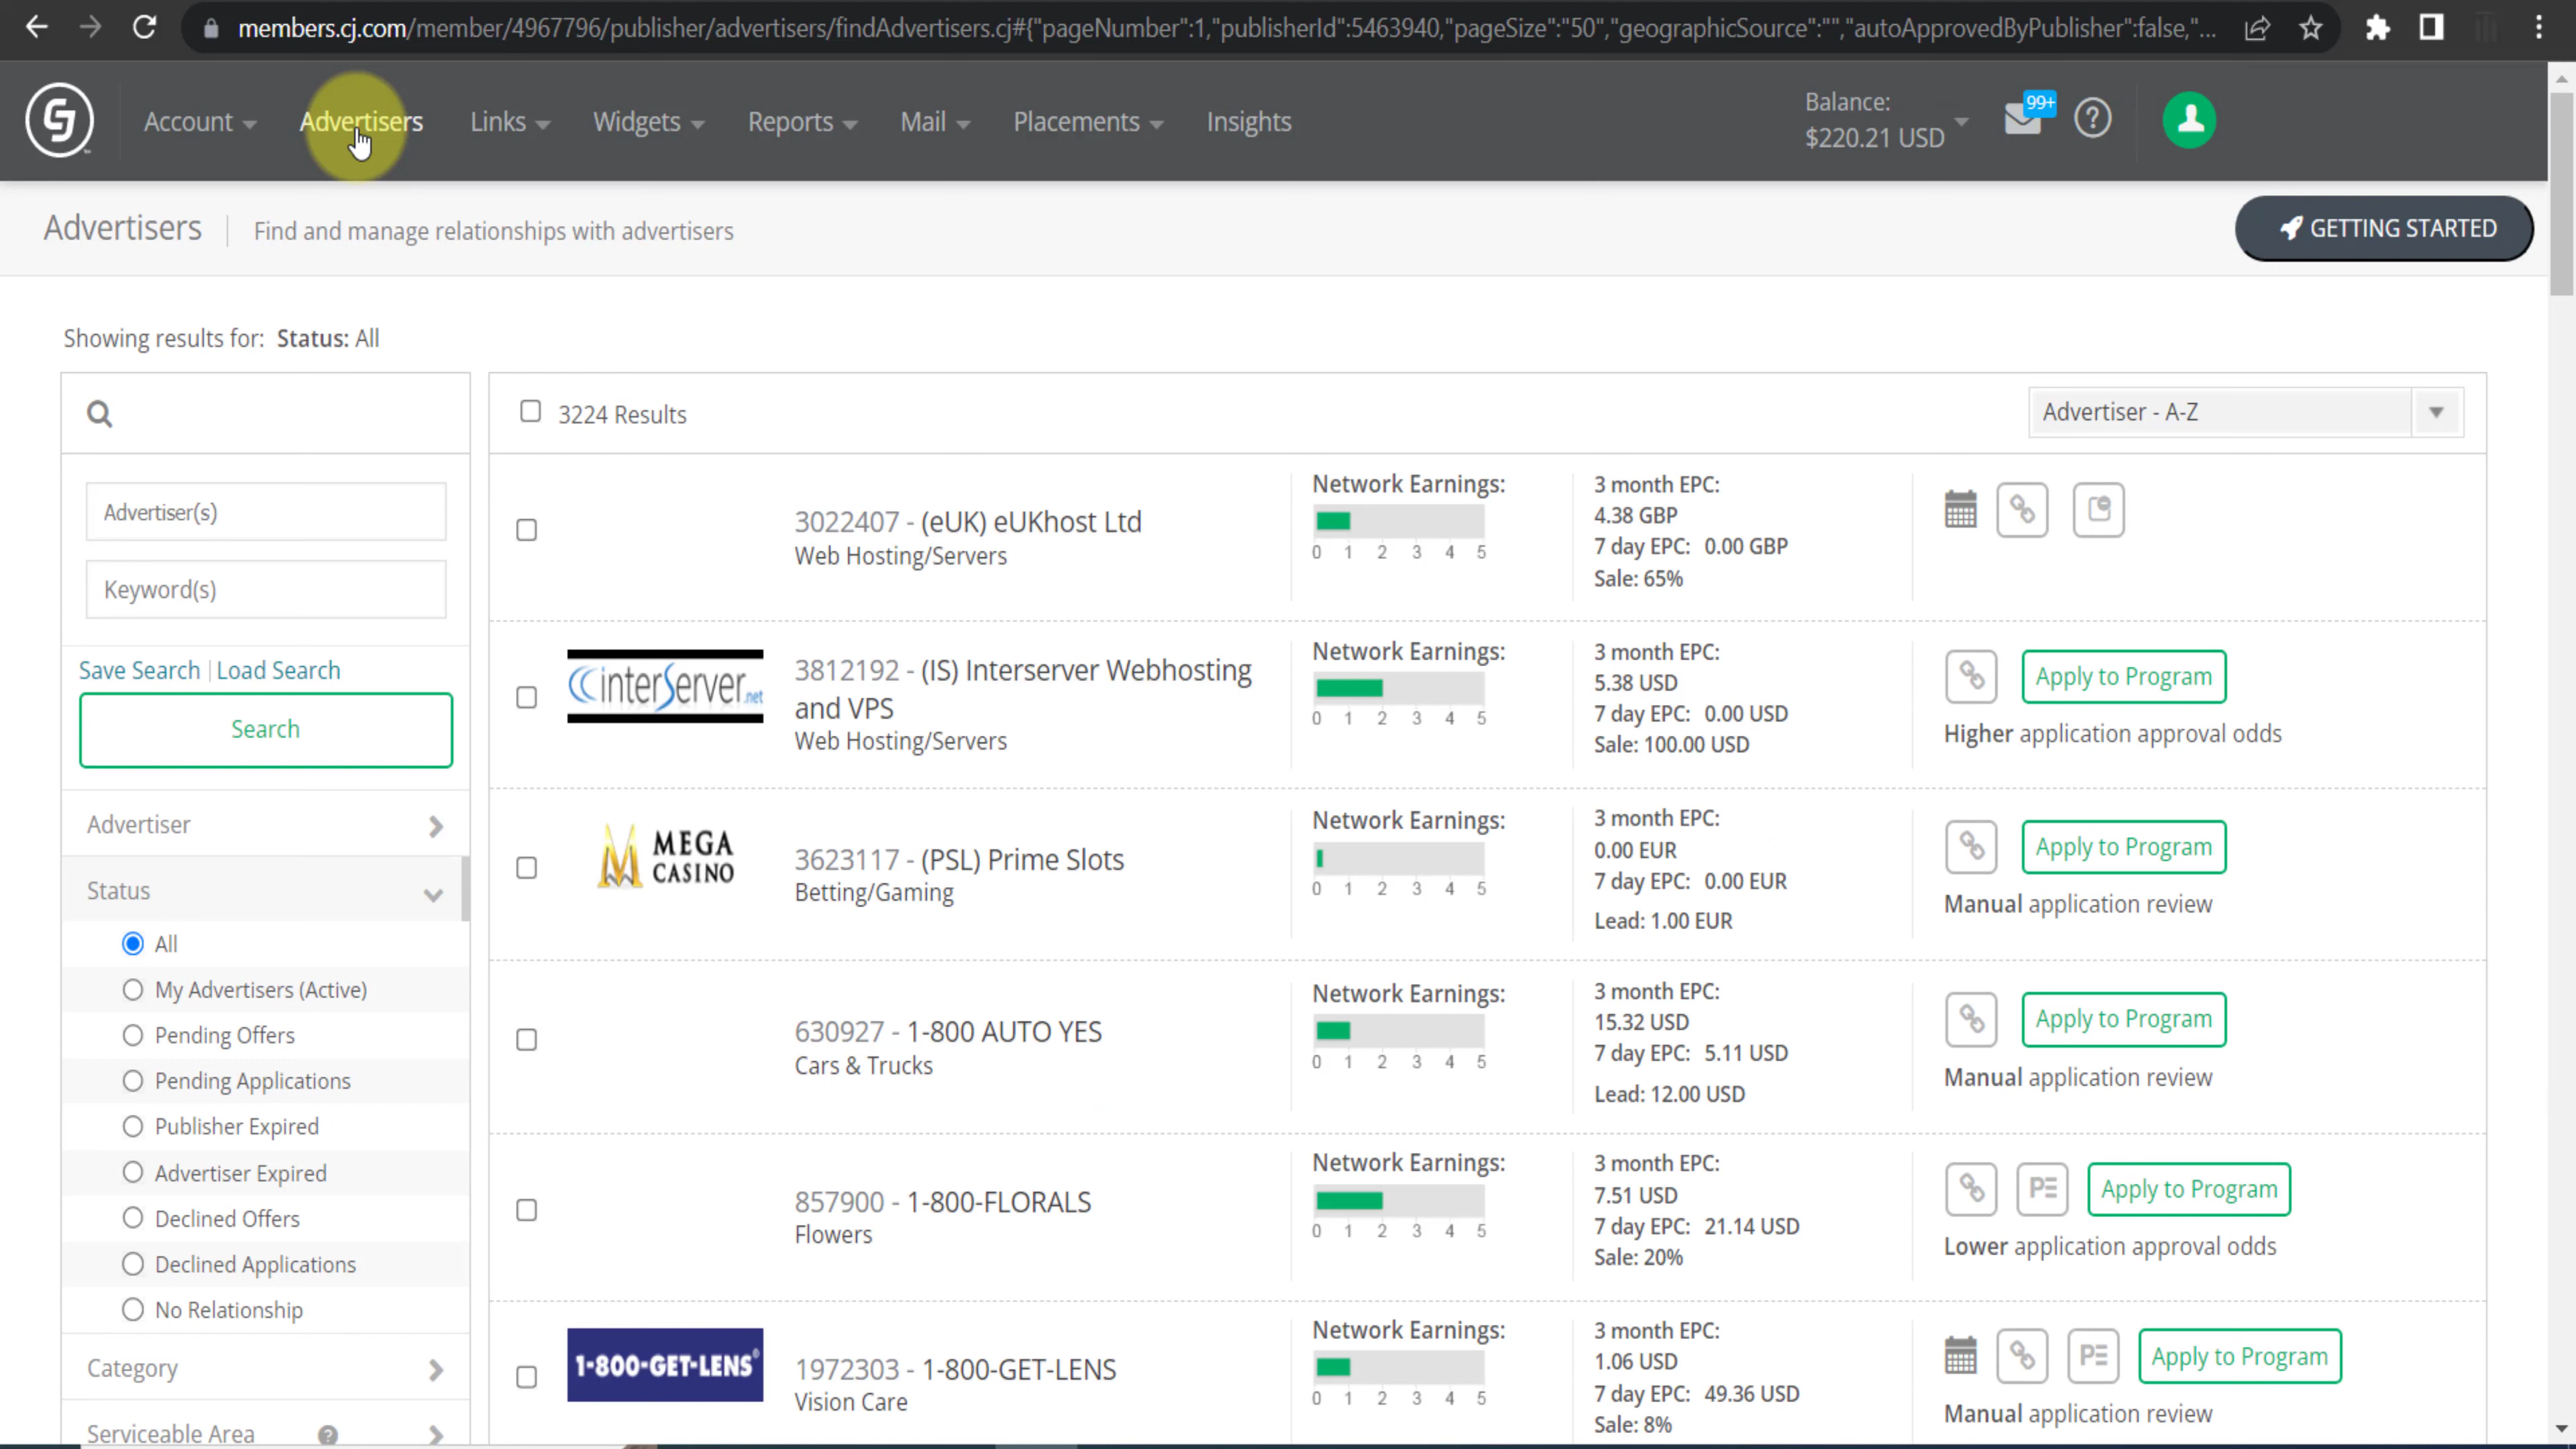 members.cj.com/member/4967796/publisher/advertisers/findAdvertisers.cj#{"pageNumber":1,"publisherId":5463940,"pageSize":"50","geographicSource":"","autoApprovedByPublisher":false,"...
Account Advertisers Links Widgets Reports Mail Placements Insights
Balance:
$220.21 USD
99+
Advertisers Find and manage relationships with advertisers
GETTING STARTED
Showing results for: Status: All
3224 Results
Advertiser - A-Z
Advertiser(s)
Keyword(s)
Save Search | Load Search
Search
Advertiser
Status
All
My Advertisers (Active)
Pending Offers
Pending Applications
Publisher Expired
Advertiser Expired
Declined Offers
Declined Applications
No Relationship
Category
Serviceable Area ?
3022407 - (eUK) eUKhost Ltd
Web Hosting/Servers
Network Earnings:
0 1 2 3 4 5
3 month EPC:
4.38 GBP
7 day EPC: 0.00 GBP
Sale: 65%
interServer.net
3812192 - (IS) Interserver Webhosting
and VPS
Web Hosting/Servers
Network Earnings:
0 1 2 3 4 5
3 month EPC:
5.38 USD
7 day EPC: 0.00 USD
Sale: 100.00 USD
Apply to Program
Higher application approval odds
MEGA
CASINO
3623117 - (PSL) Prime Slots
Betting/Gaming
Network Earnings:
0 1 2 3 4 5
3 month EPC:
0.00 EUR
7 day EPC: 0.00 EUR
Lead: 1.00 EUR
Apply to Program
Manual application review
630927 - 1-800 AUTO YES
Cars & Trucks
Network Earnings:
0 1 2 3 4 5
3 month EPC:
15.32 USD
7 day EPC: 5.11 USD
Lead: 12.00 USD
Apply to Program
Manual application review
857900 - 1-800-FLORALS
Flowers
Network Earnings:
0 1 2 3 4 5
3 month EPC:
7.51 USD
7 day EPC: 21.14 USD
Sale: 20%
PE
Apply to Program
Lower application approval odds
1-800-GET-LENS®
1972303 - 1-800-GET-LENS
Vision Care
Network Earnings:
0 1 2 3 4 5
3 month EPC:
1.06 USD
7 day EPC: 49.36 USD
Sale: 8%
PE
Apply to Program
Manual application review